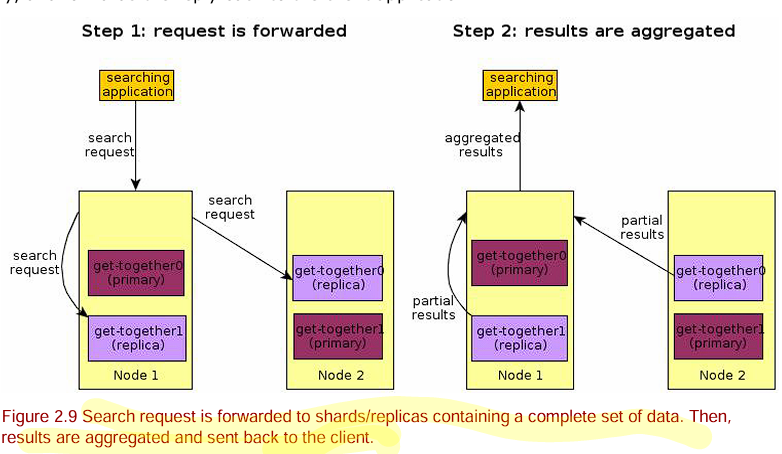 Step 1: request is forwarded
Step 2: results are aggregated
searching
application
search
request
search
request
search
request
get-together0
(primary)
get-together1
(replica)
Node 1
get-together0
(replica)
get-together1
(primary)
Node 2
searching
application
aggregated
results
partial
results
partial
results
get-together0
(primary)
get-together1
(replica)
Node 1
get-together0
(replica)
get-together1
(primary)
Node 2
Figure 2.9 Search request is forwarded to shards/replicas containing a complete set of data. Then,
results are aggregated and sent back to the client.